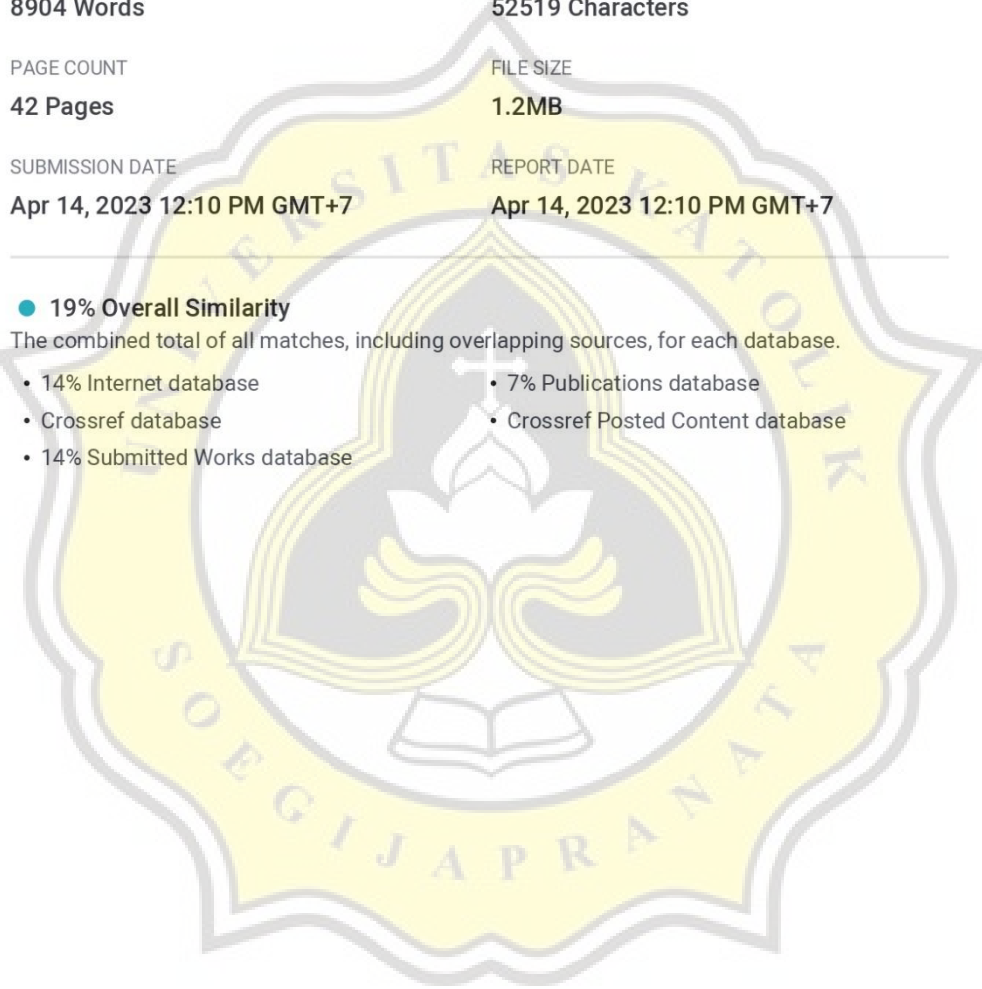 8904 Words
52519 Characters
PAGE COUNT
FILE SIZE
42 Pages
1.2MB
SUBMISSION DATE
REPORT DATE
Apr 14, 2023 12:10 PM GMT+7
Apr 14, 2023 12:10 PM GMT+7
19% Overall Similarity
The combined total of all matches, including overlapping sources, for each database.
• 14% Internet database
• 7% Publications database
• Crossref database
• Crossref Posted Content database
• 14% Submitted Works database
UNIVERSITAS KATOLIK
SOEGIJAPRANATA